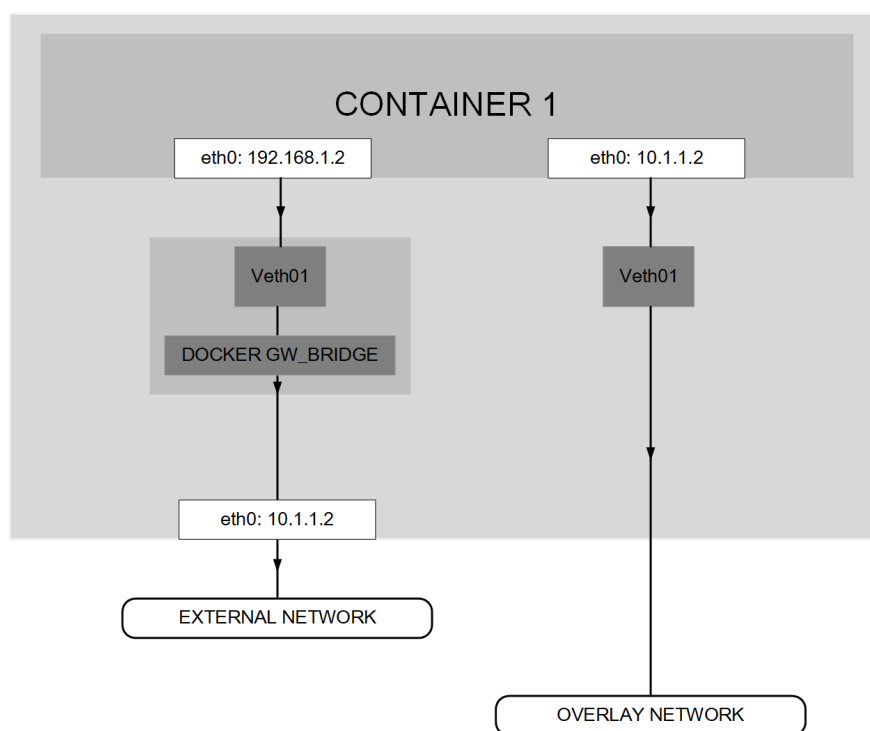 CONTAINER 1
eth0: 192.168.1.2
eth0: 10.1.1.2
Veth01
Veth01
DOCKER GW_BRIDGE
eth0: 10.1.1.2
EXTERNAL NETWORK
OVERLAY NETWORK